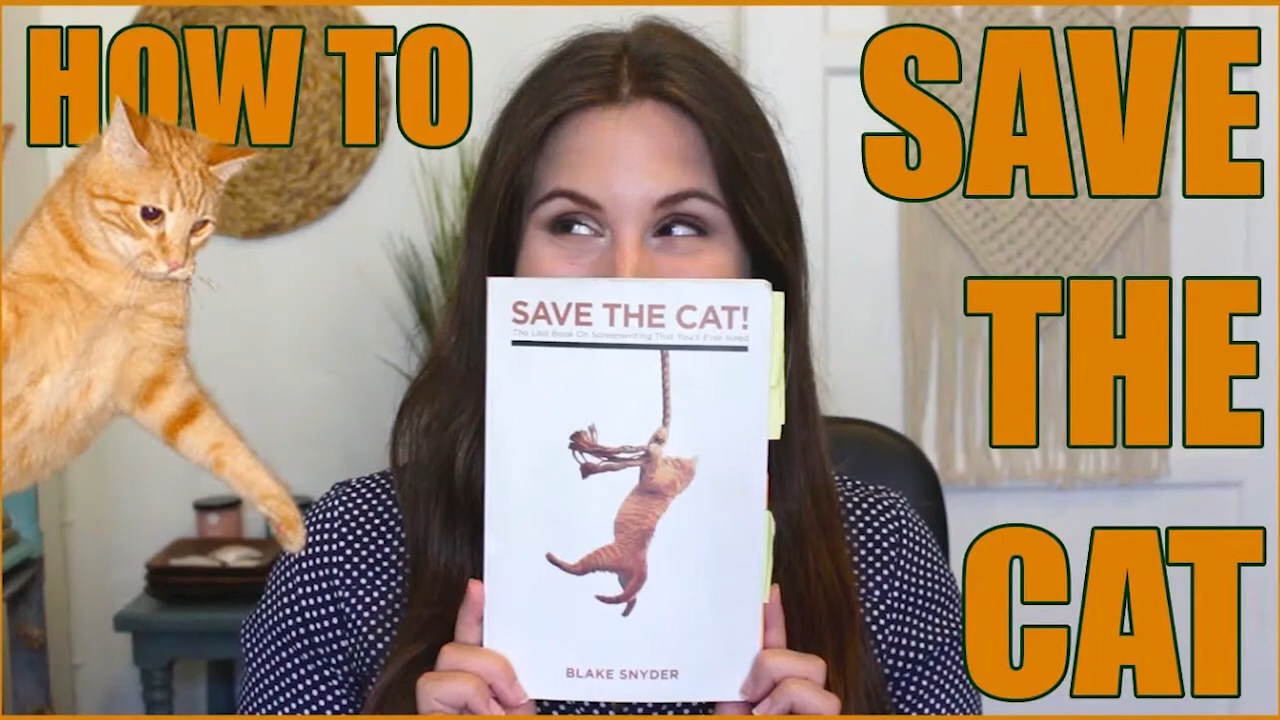 HOW TO
SAVE
THE
CAT
SAVE THE CAT!
The Last Book On Screenwriting That You'll Ever Need
BLAKE SNYDER